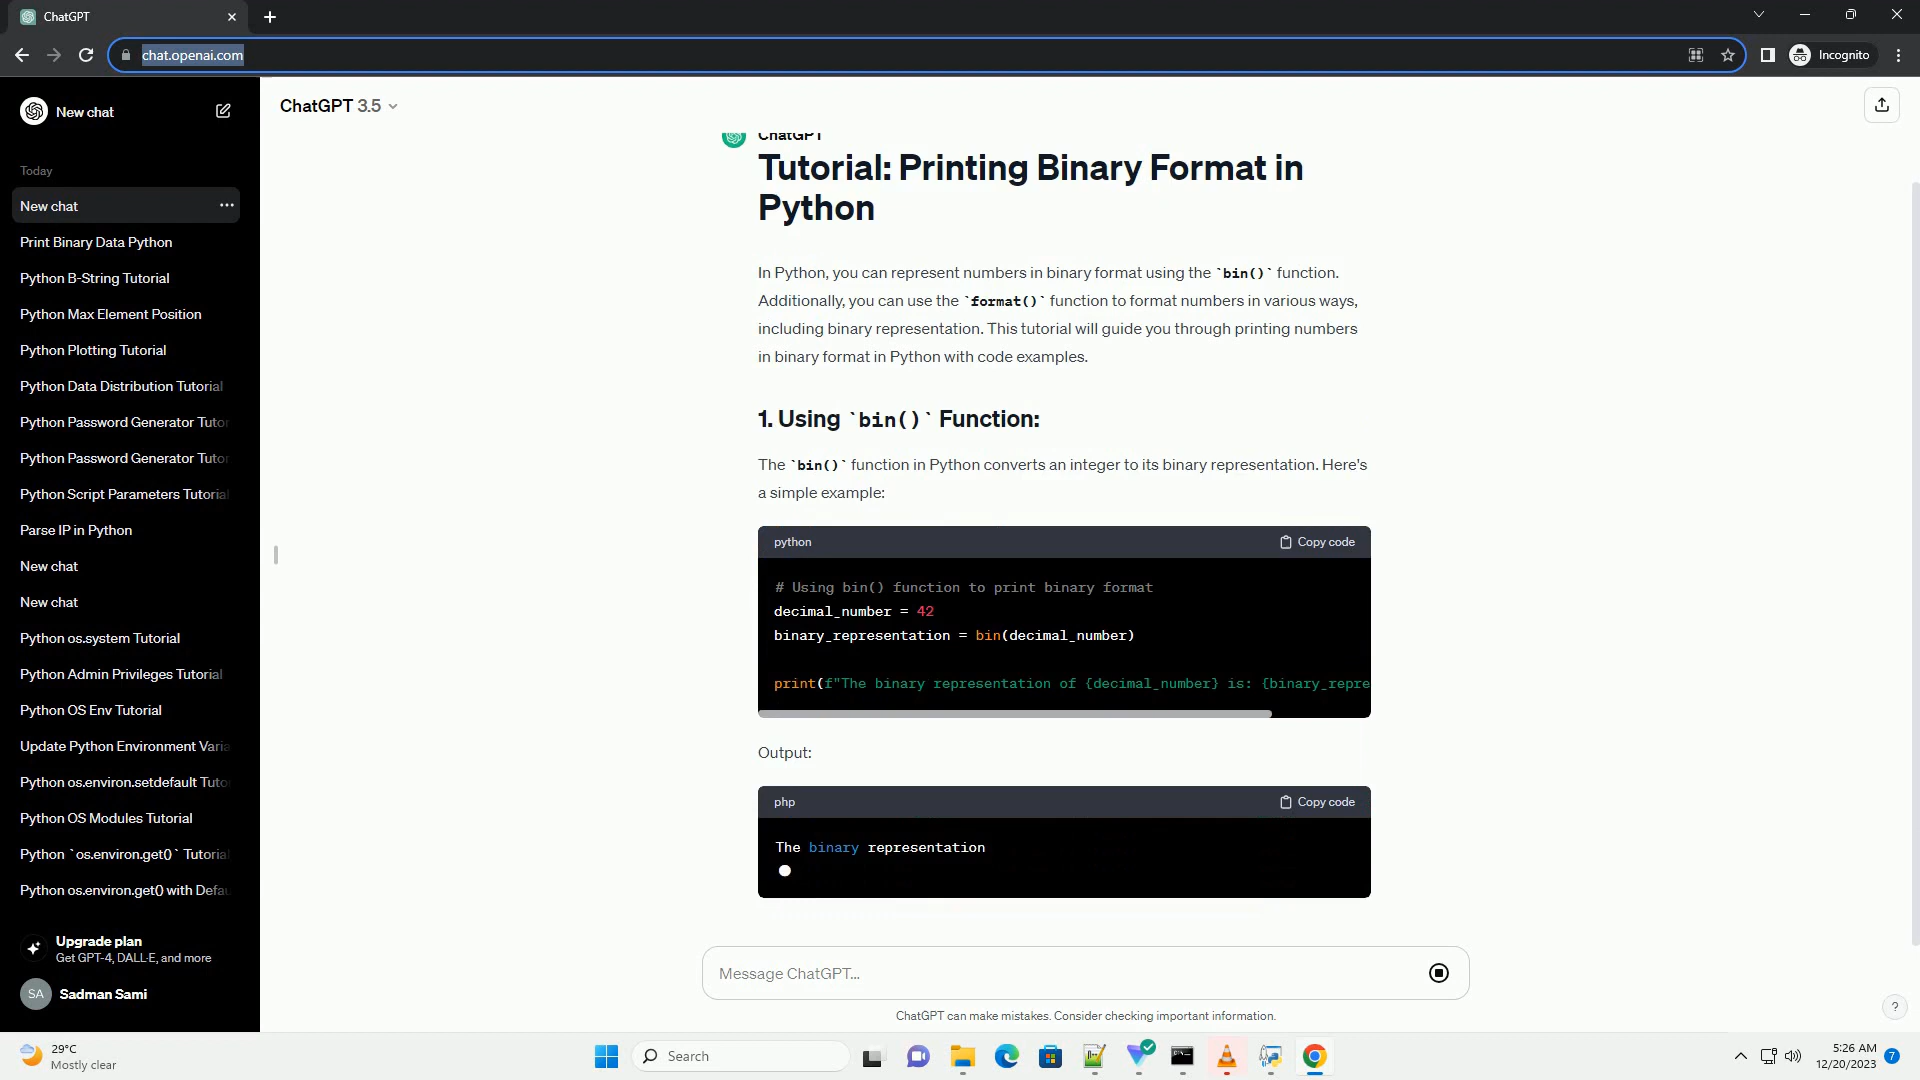 ChatGPT
chat.openai.com
Incognito
New chat
Today
New chat
Print Binary Data Python
Python B-String Tutorial
Python Max Element Position
Python Plotting Tutorial
Python Data Distribution Tutorial
Python Password Generator Tutor
Python Password Generator Tutor
Python Script Parameters Tutorial
Parse IP in Python
New chat
New chat
Python os.system Tutorial
Python Admin Privileges Tutorial
Python OS Env Tutorial
Update Python Environment Varia
Python os.environ.setdefault Tuto
Python OS Modules Tutorial
Python `os.environ.get()` Tutorial
Python os.environ.get() with Defau
Upgrade plan
Get GPT-4, DALL·E, and more
SA
Sadman Sami
ChatGPT 3.5
ChatGPT
Tutorial: Printing Binary Format in
Python
In Python, you can represent numbers in binary format using the `bin()` function.
Additionally, you can use the `format()` function to format numbers in various ways,
including binary representation. This tutorial will guide you through printing numbers
in binary format in Python with code examples.
1. Using `bin()` Function:
The `bin()` function in Python converts an integer to its binary representation. Here's
a simple example:
python
Copy code
# Using bin() function to print binary format
decimal_number = 42
binary_representation = bin(decimal_number)
print(f"The binary representation of {decimal_number} is: {binary_repre
Output:
php
Copy code
The binary representation
Message ChatGPT...
ChatGPT can make mistakes. Consider checking important information.
?
29°C
Mostly clear
Search
5:26 AM
12/20/2023
7